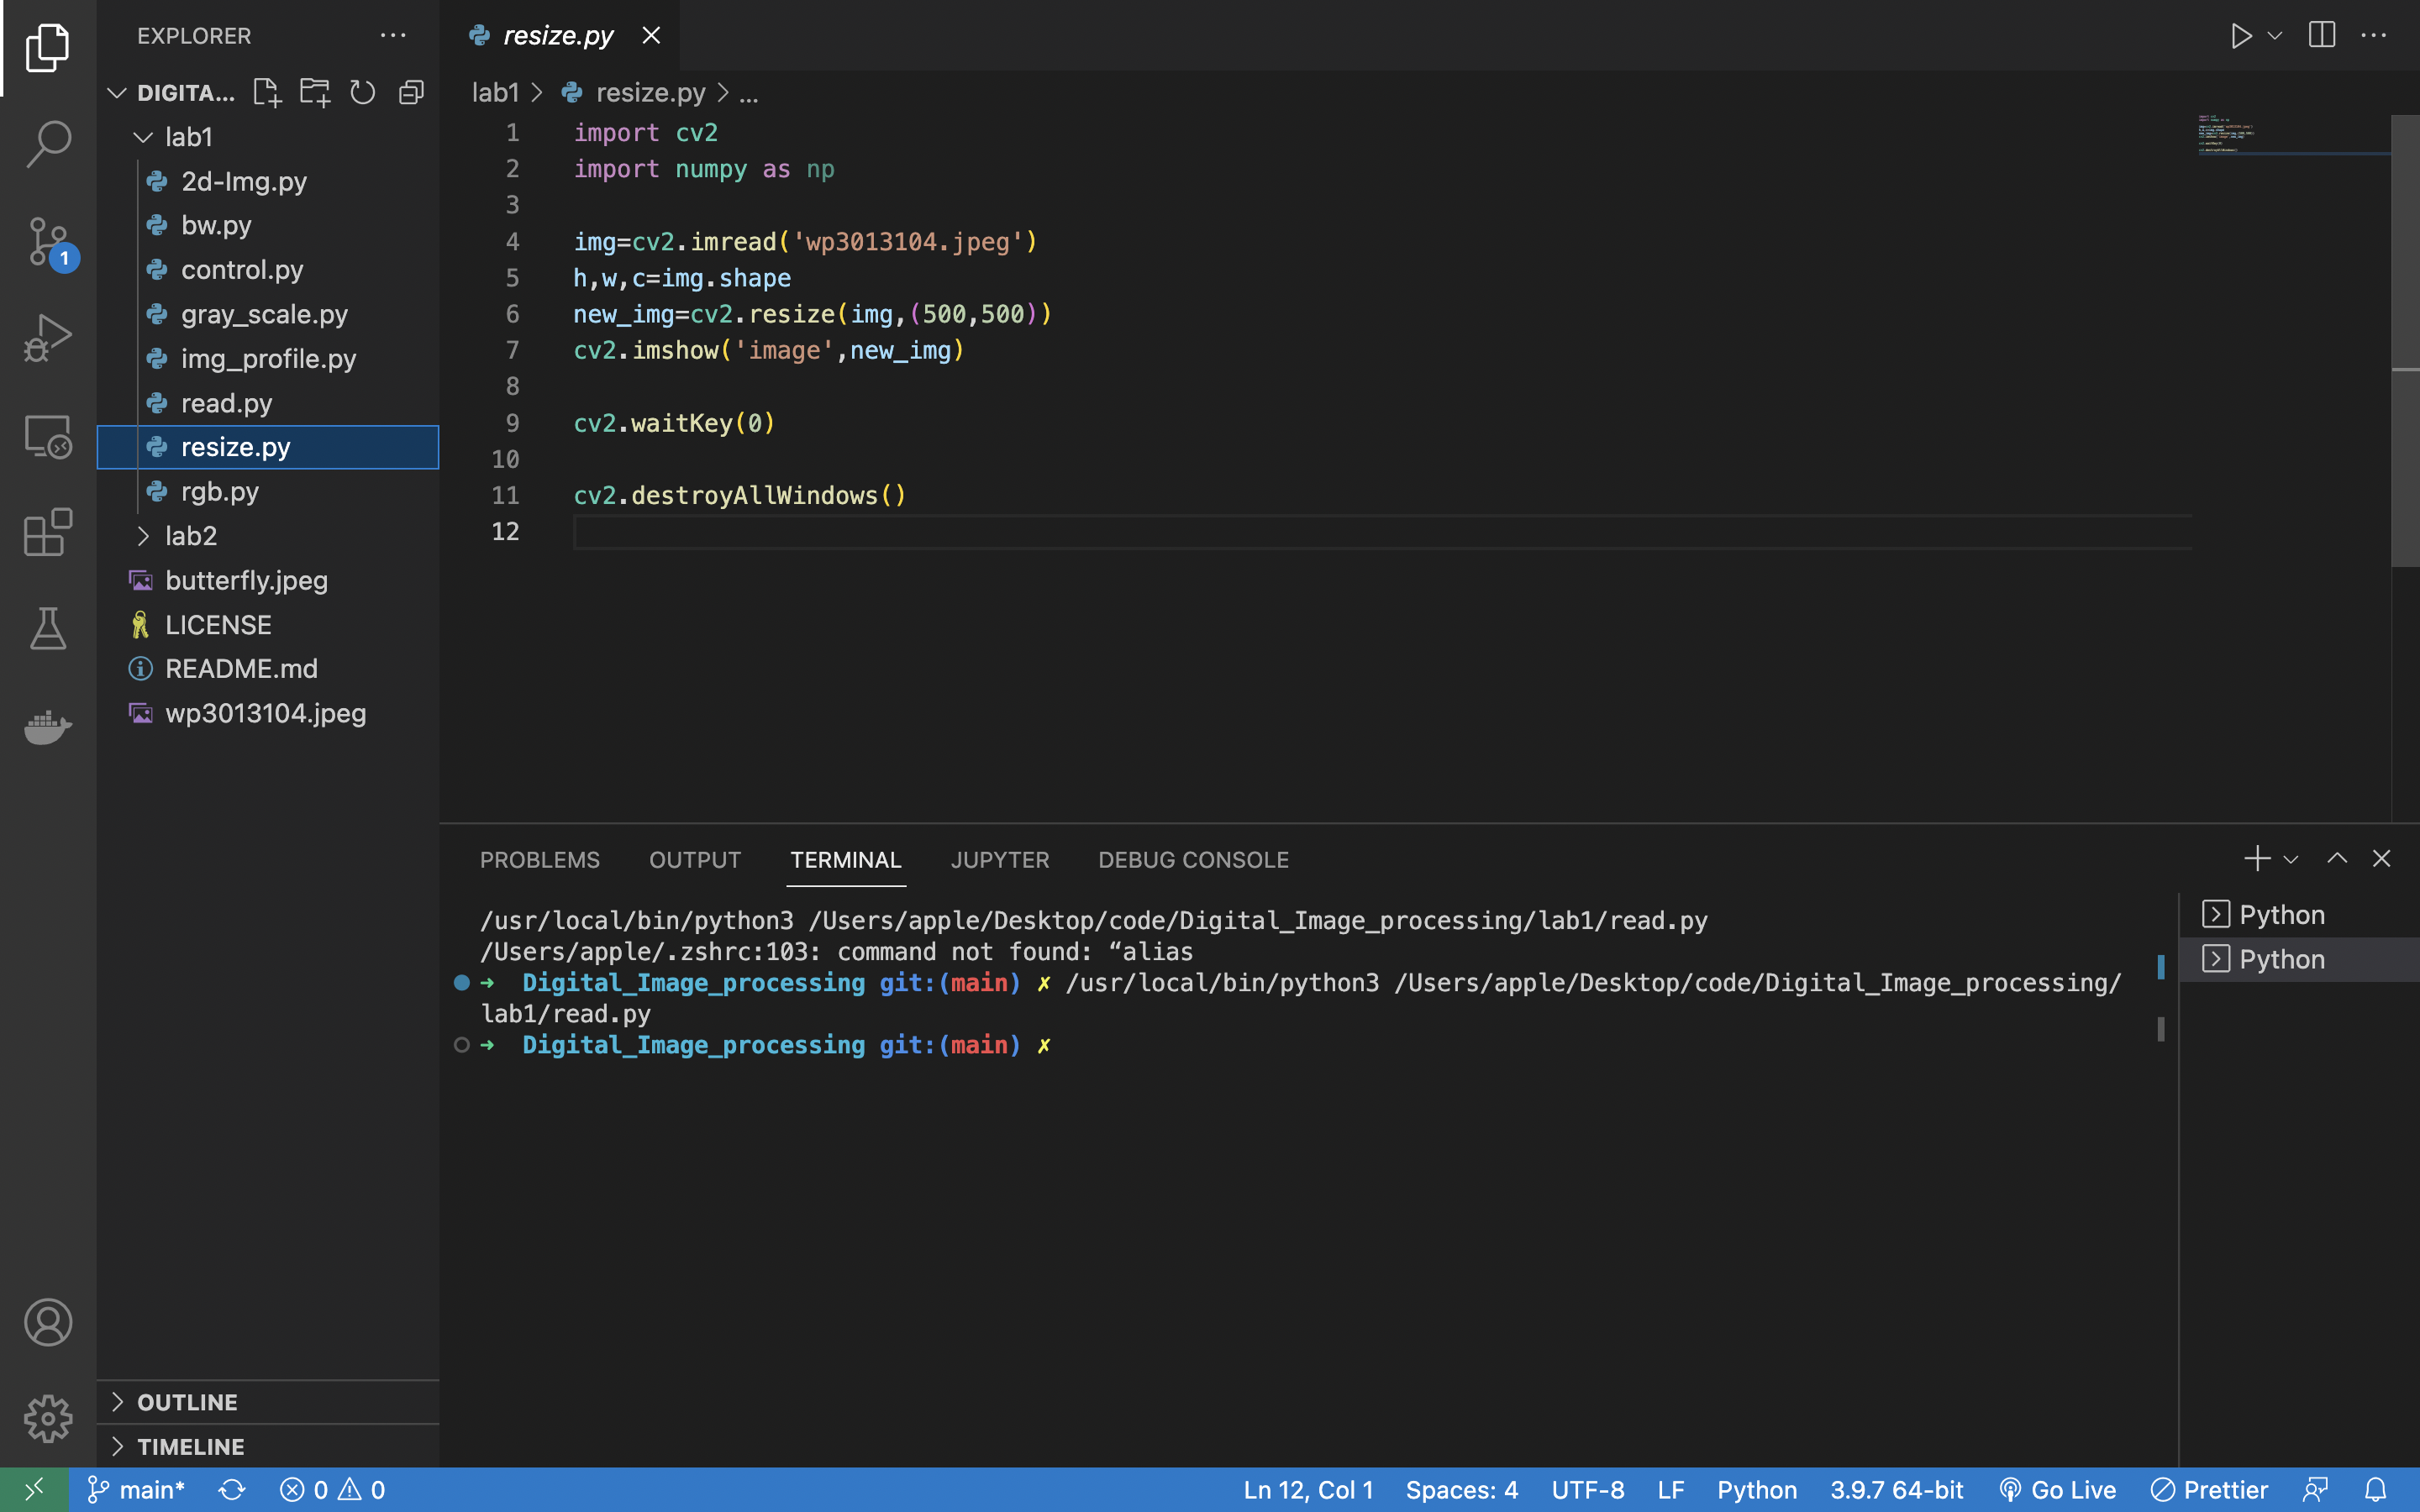 EXPLORER
DIGITA...
lab1
2d-Img.py
bw.py
control.py
gray_scale.py
img_profile.py
read.py
resize.py
rgb.py
lab2
butterfly.jpeg
LICENSE
README.md
wp3013104.jpeg
OUTLINE
TIMELINE
1
resize.py
lab1 > resize.py > ...
1 import cv2
2 import numpy as np
3
4 img=cv2.imread('wp3013104.jpeg')
5 h,w,c=img.shape
6 new_img=cv2.resize(img,(500,500))
7 cv2.imshow('image',new_img)
8
9 cv2.waitKey(0)
10
11 cv2.destroyAllWindows()
12
PROBLEMS OUTPUT TERMINAL JUPYTER DEBUG CONSOLE
/usr/local/bin/python3 /Users/apple/Desktop/code/Digital_Image_processing/lab1/read.py
/Users/apple/.zshrc:103: command not found: “alias
➜ Digital_Image_processing git:(main) ✗ /usr/local/bin/python3 /Users/apple/Desktop/code/Digital_Image_processing/
lab1/read.py
➜ Digital_Image_processing git:(main) ✗
Python
Python
main* 0 0 Ln 12, Col 1 Spaces: 4 UTF-8 LF Python 3.9.7 64-bit Go Live Prettier